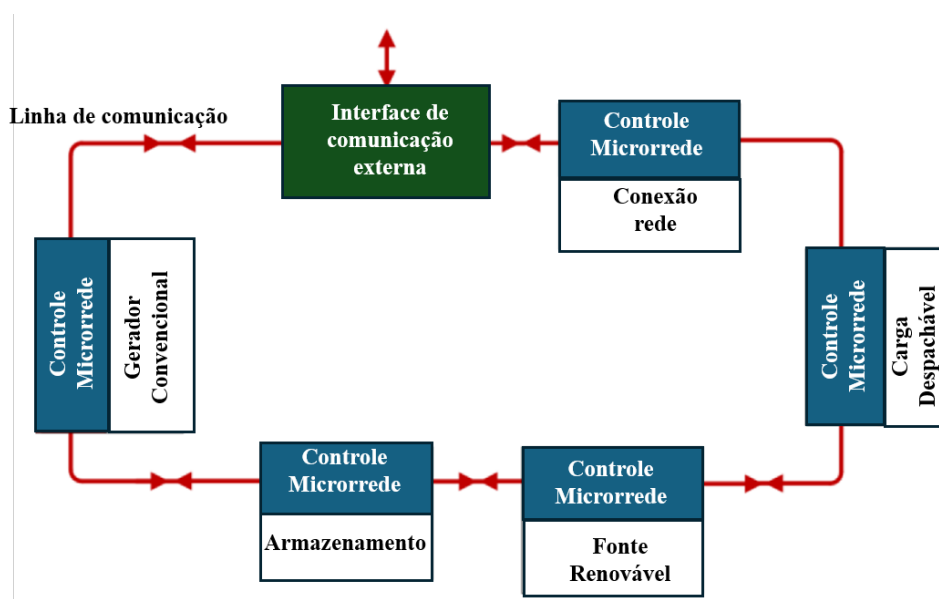 Linha de comunicação
Interface de
comunicação
externa
Controle
Microrrede
Conexão
rede
Controle
Microrrede
Gerador
Convencional
Controle
Microrrede
Carga
Despachável
Controle
Microrrede
Armazenamento
Controle
Microrrede
Fonte
Renovável